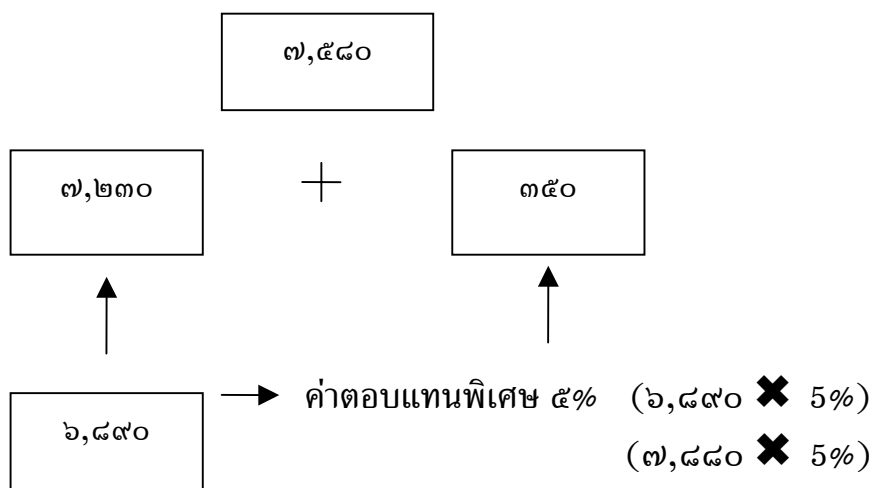 ๗,๕๘๐
๗,๒๓๐ + ๓๕๐
ค่าตอบแทนพิเศษ ๕% (๖,๘๙๐ ✖ 5%)
๖,๘๙๐
(๗,๘๘๐ ✖ 5%)